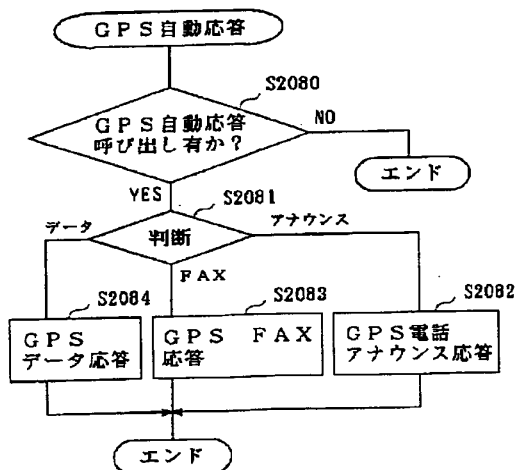 GPS自動応答
S2080
GPS自動応答
呼び出し有か?
NO
エンド
YES
S2081
データ
判断
アナウンス
FAX
S2084
S2083
S2082
GPS
データ応答
GPS FAX
応答
GPS電話
アナウンス応答
エンド